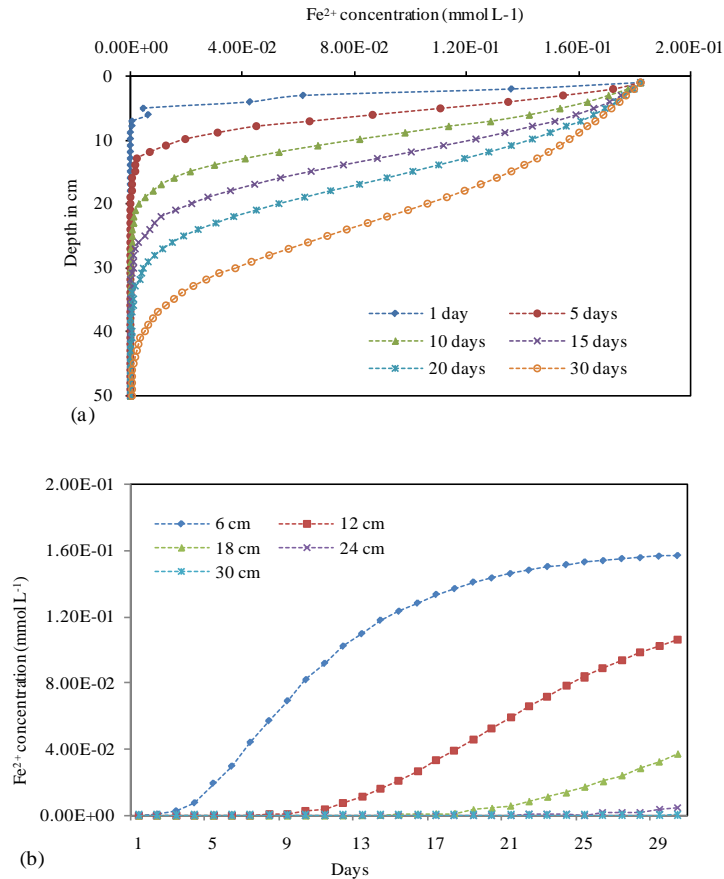 Fe²⁺ concentration (mmol L-1)
0.00E+00 4.00E-02 8.00E-02 1.20E-01 1.60E-01 2.00E-01
0
10
20
30
40
50
Depth in cm
1 day 5 days
10 days 15 days
20 days 30 days
(a)
2.00E-01
1.60E-01
1.20E-01
8.00E-02
4.00E-02
0.00E+00
Fe²⁺ concentration (mmol L⁻¹)
6 cm 12 cm
18 cm 24 cm
30 cm
1 5 9 13 17 21 25 29
Days
(b)